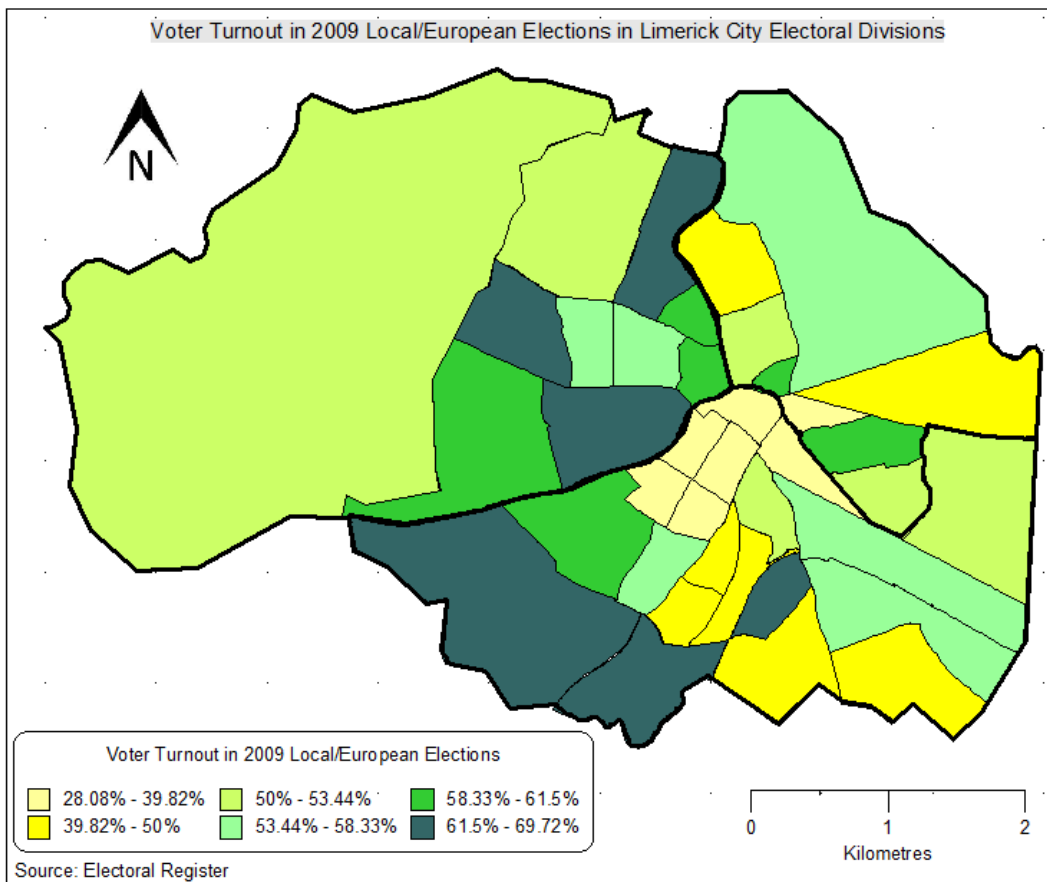 Voter Turnout in 2009 Local/European Elections in Limerick City Electoral Divisions
N
Voter Turnout in 2009 Local/European Elections
28.08% - 39.82% 50% - 53.44% 58.33% - 61.5%
39.82% - 50% 53.44% - 58.33% 61.5% - 69.72%
0 1 2
Kilometres
Source: Electoral Register